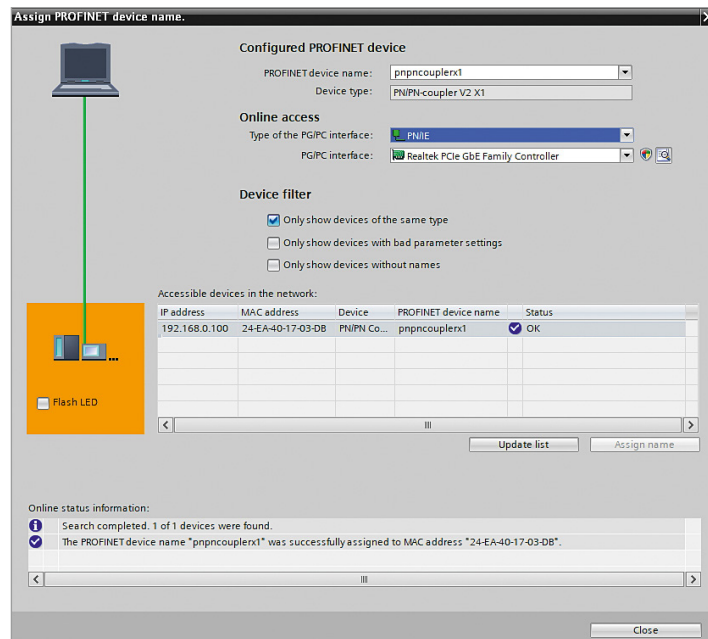 Assign PROFINET device name.
Configured PROFINET device
PROFINET device name: pnpncouplerx1
Device type: PN/PN-coupler V2 X1
Online access
Type of the PG/PC interface: PN/IE
PG/PC interface: Realtek PCIe GbE Family Controller
Device filter
Only show devices of the same type
Only show devices with bad parameter settings
Only show devices without names
Accessible devices in the network:
IP address MAC address Device PROFINET device name Status
192.168.0.100 24-EA-40-17-03-DB PN/PN Co... pnpncouplerx1 OK
Flash LED
Update list Assign name
Online status information:
Search completed. 1 of 1 devices were found.
The PROFINET device name "pnpncouplerx1" was successfully assigned to MAC address "24-EA-40-17-03-DB".
Close